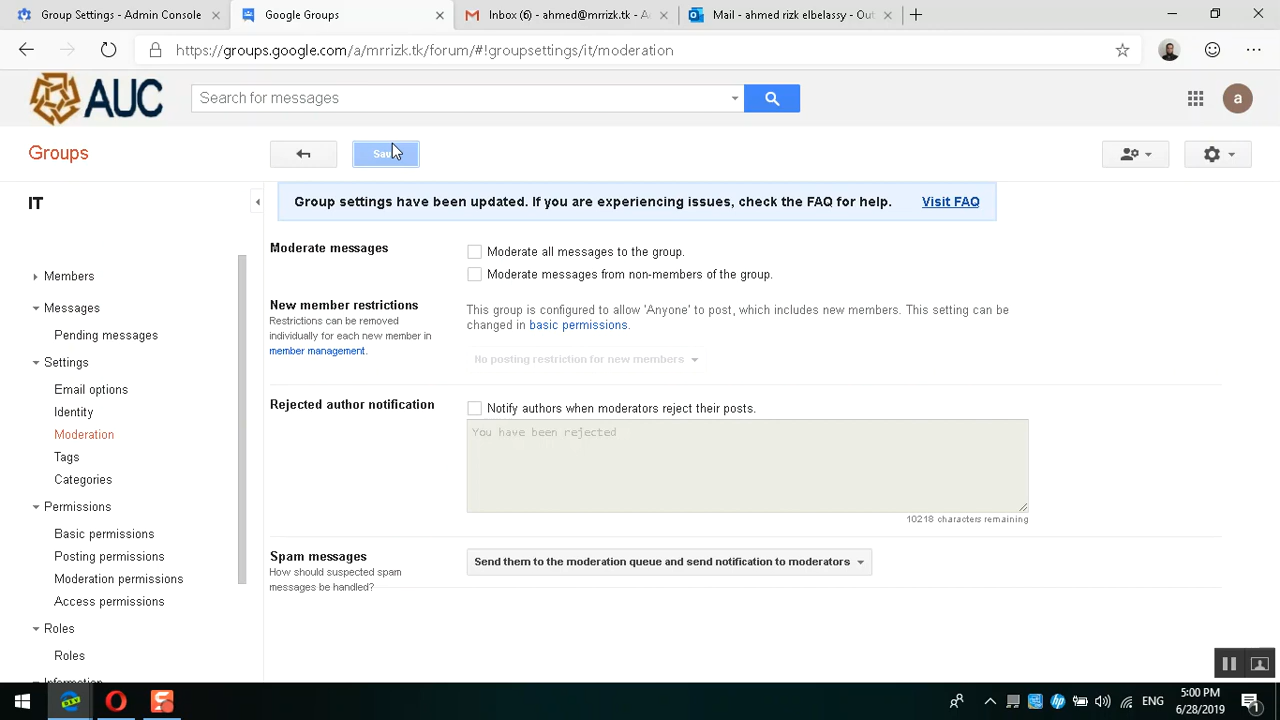 Group Settings - Admin Console
Google Groups
Inbox (6) - ahmed@mrrizk.tk - A
Mail - ahmed rizk elbelassy - Out
https://groups.google.com/a/mrrizk.tk/forum/#!groupsettings/it/moderation
AUC
Search for messages
a
Groups
IT
Group settings have been updated. If you are experiencing issues, check the FAQ for help. Visit FAQ
Members
Messages
Pending messages
Settings
Email options
Identity
Moderation
Tags
Categories
Permissions
Basic permissions
Posting permissions
Moderation permissions
Access permissions
Roles
Roles
Moderate messages
Moderate all messages to the group.
Moderate messages from non-members of the group.
New member restrictions
Restrictions can be removed
individually for each new member in
member management.
This group is configured to allow 'Anyone' to post, which includes new members. This setting can be
changed in basic permissions.
No posting restriction for new members
Rejected author notification
Notify authors when moderators reject their posts.
You have been rejected
10218 characters remaining
Spam messages
How should suspected spam
messages be handled?
Send them to the moderation queue and send notification to moderators
DEV
hp
ENG
5:00 PM
6/28/2019
1